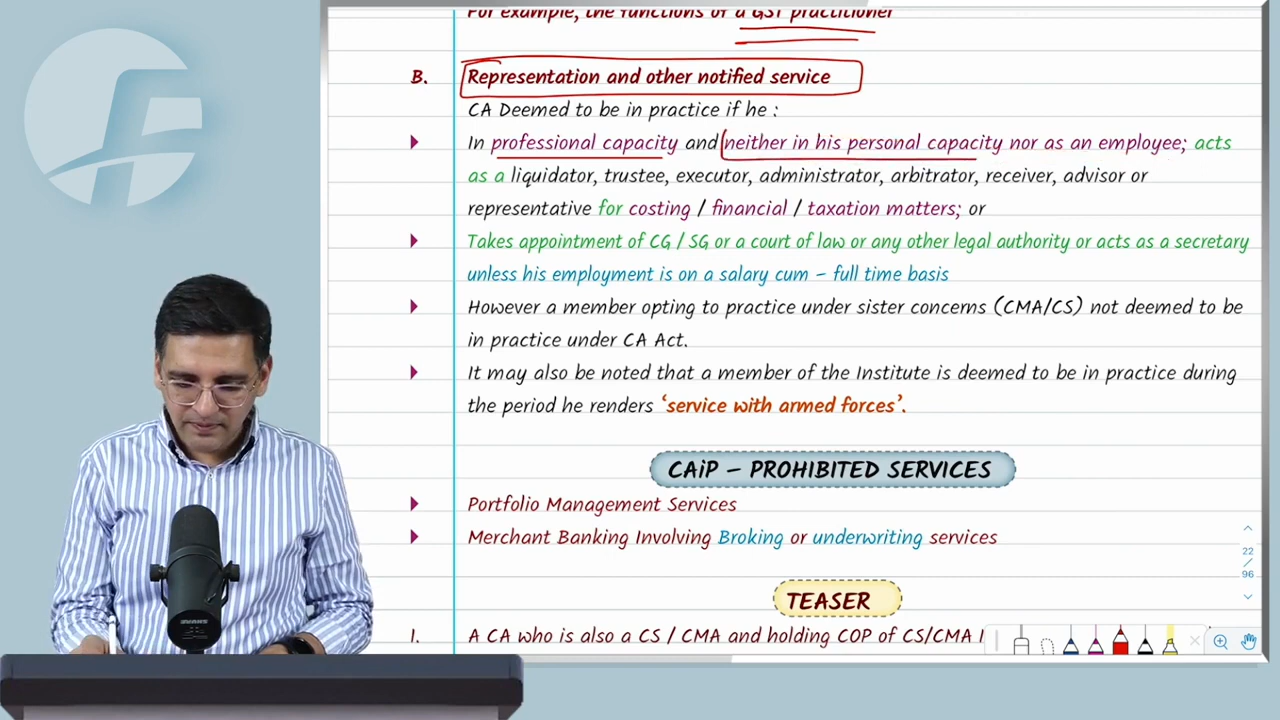 For example, the functions of a GST practitioner
B. Representation and other notified service
CA Deemed to be in practice if he :
In professional capacity and neither in his personal capacity nor as an employee; acts
as a liquidator, trustee, executor, administrator, arbitrator, receiver, advisor or
representative for costing / financial / taxation matters; or
Takes appointment of CG / SG or a court of law or any other legal authority or acts as a secretary
unless his employment is on a salary cum – full time basis
However a member opting to practice under sister concerns (CMA/CS) not deemed to be
in practice under CA Act.
It may also be noted that a member of the Institute is deemed to be in practice during
the period he renders ‘service with armed forces’.
CAiP – PROHIBITED SERVICES
Portfolio Management Services
Merchant Banking Involving Broking or underwriting services
22
/
96
TEASER
1. A CA who is also a CS / CMA and holding COP of CS/CMA